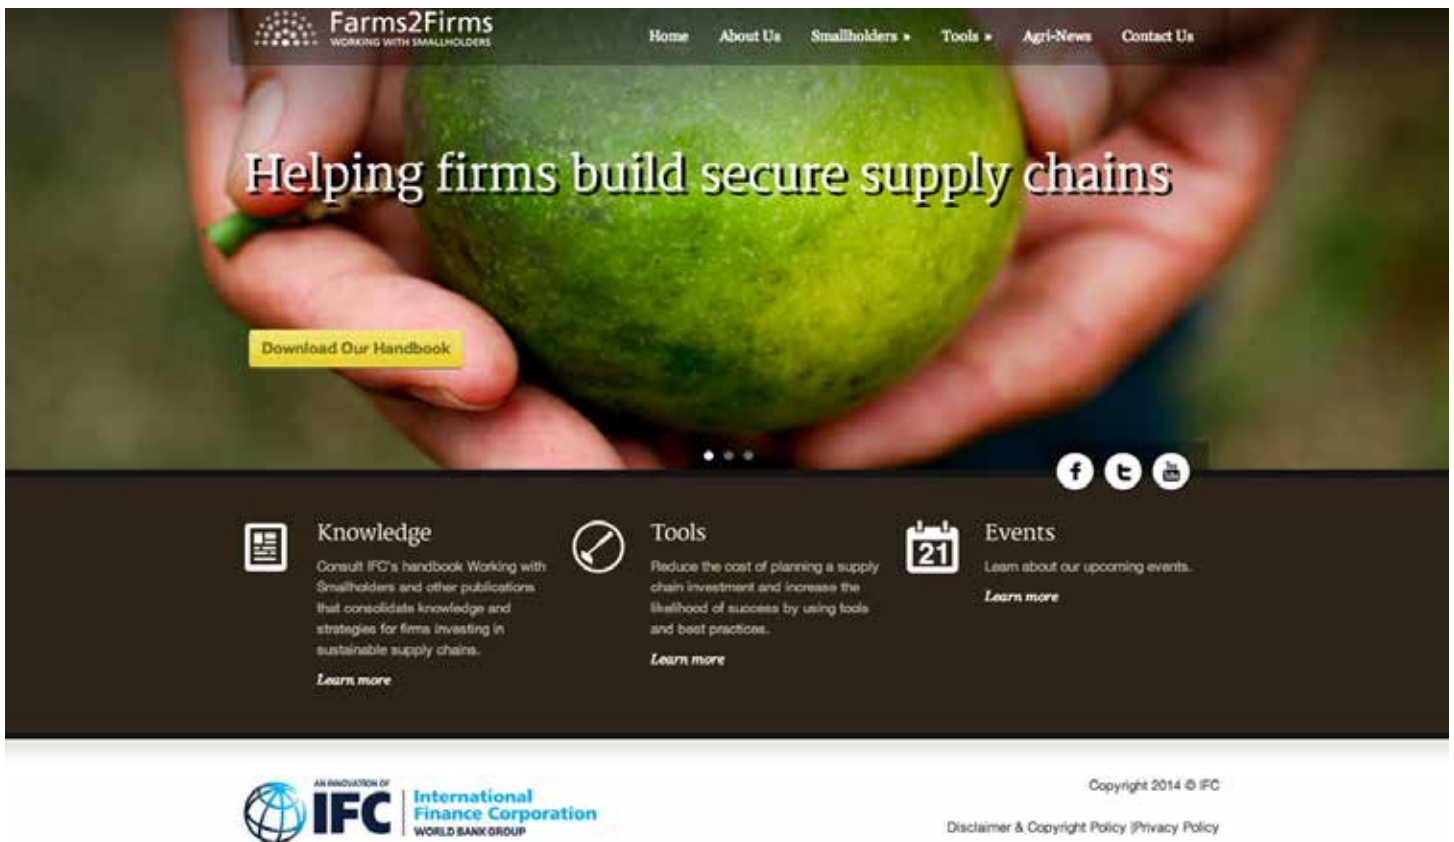 Farms2Firms
WORKING WITH SMALLHOLDERS
Home About Us Smallholders » Tools » Agri-News Contact Us
Helping firms build secure supply chains
Download Our Handbook
f t You Tube
Knowledge
Consult IFC's handbook Working with
Smallholders and other publications
that consolidate knowledge and
strategies for firms investing in
sustainable supply chains.
Learn more
Tools
Reduce the cost of planning a supply
chain investment and increase the
likelihood of success by using tools
and best practices.
Learn more
21
Events
Learn about our upcoming events.
Learn more
AN INNOVATION OF
IFC
International
Finance Corporation
WORLD BANK GROUP
Copyright 2014 © IFC
Disclaimer & Copyright Policy |Privacy Policy